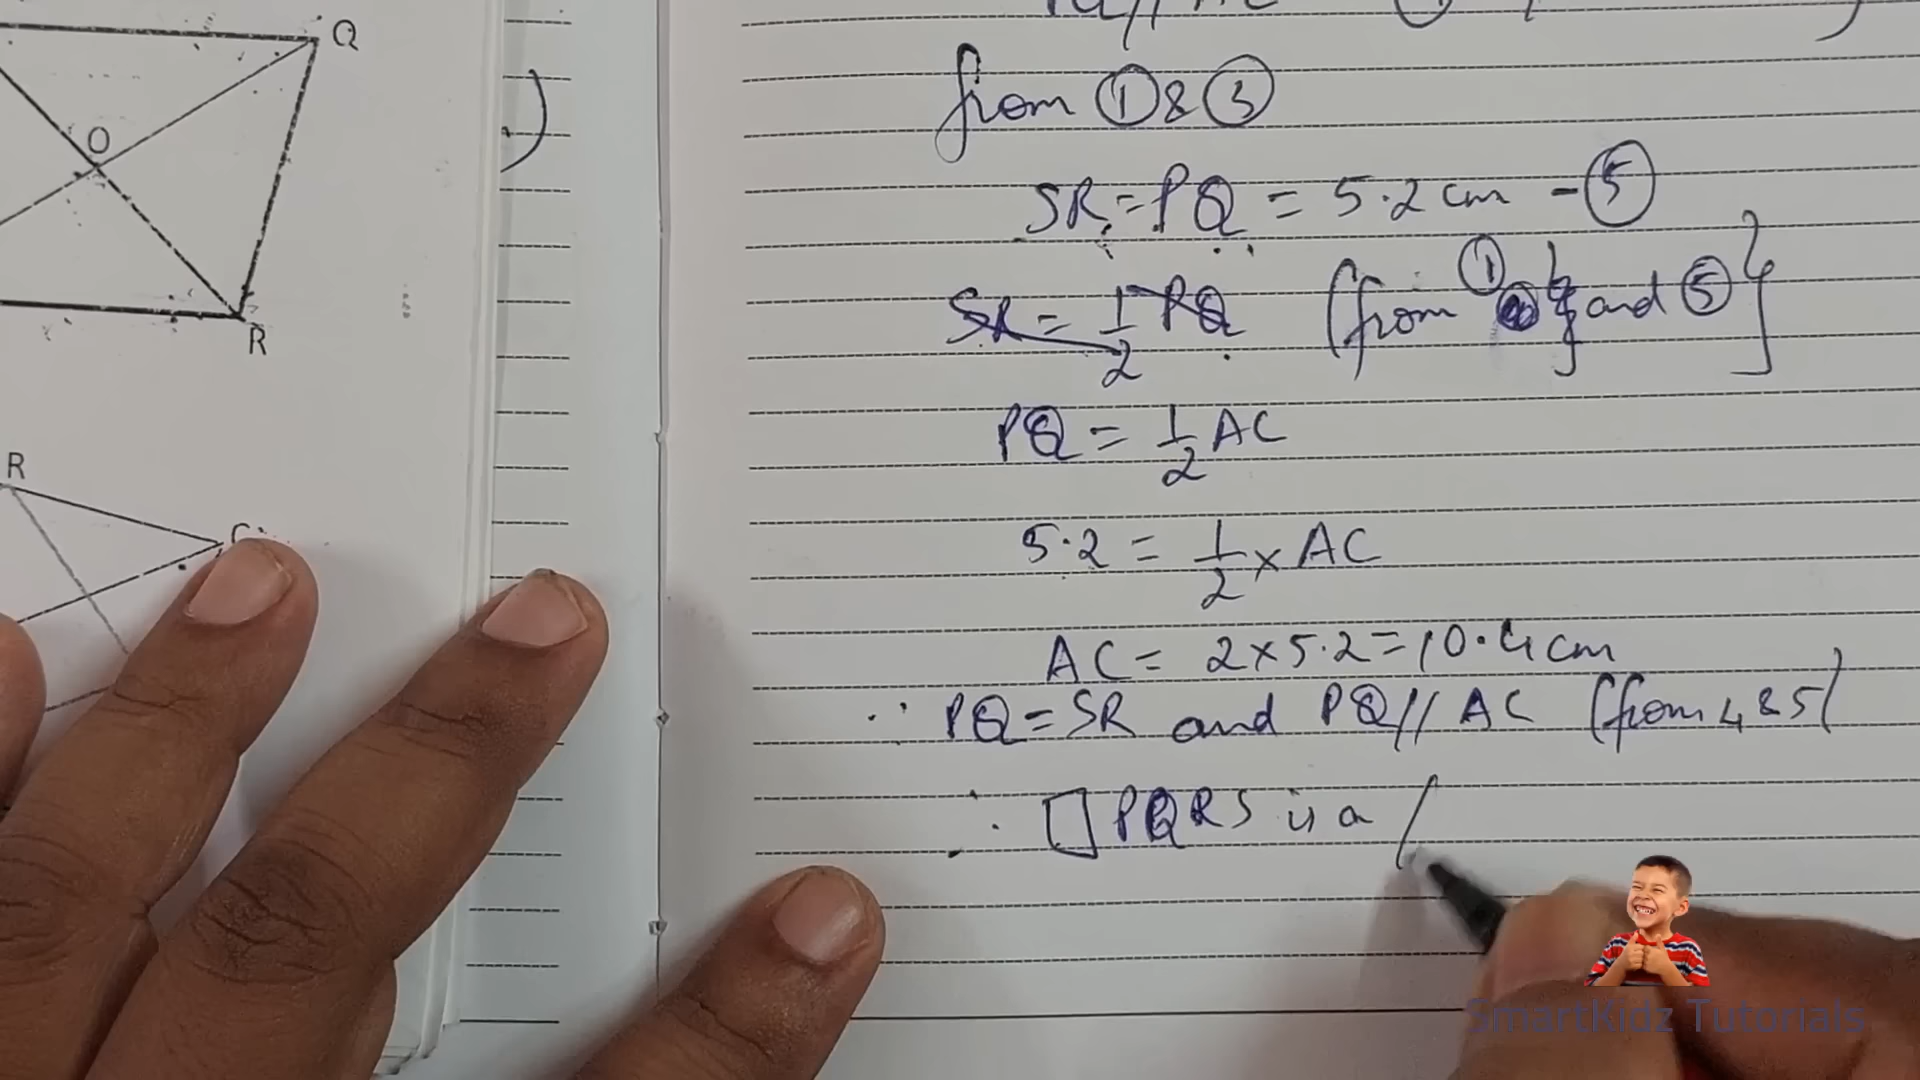 Q
O
R
R
C
PQ // AC
from ① & ③
SR = PQ = 5.2 cm - ⑤
SR = 1/2 PQ (from ① and ⑤}
PQ = 1/2 AC
5.2 = 1/2 × AC
AC = 2 × 5.2 = 10.4 cm
∴ PQ = SR and PQ // AC (from 4 & 5)
∴ □ PQRS is a
SmartKidz Tutorials